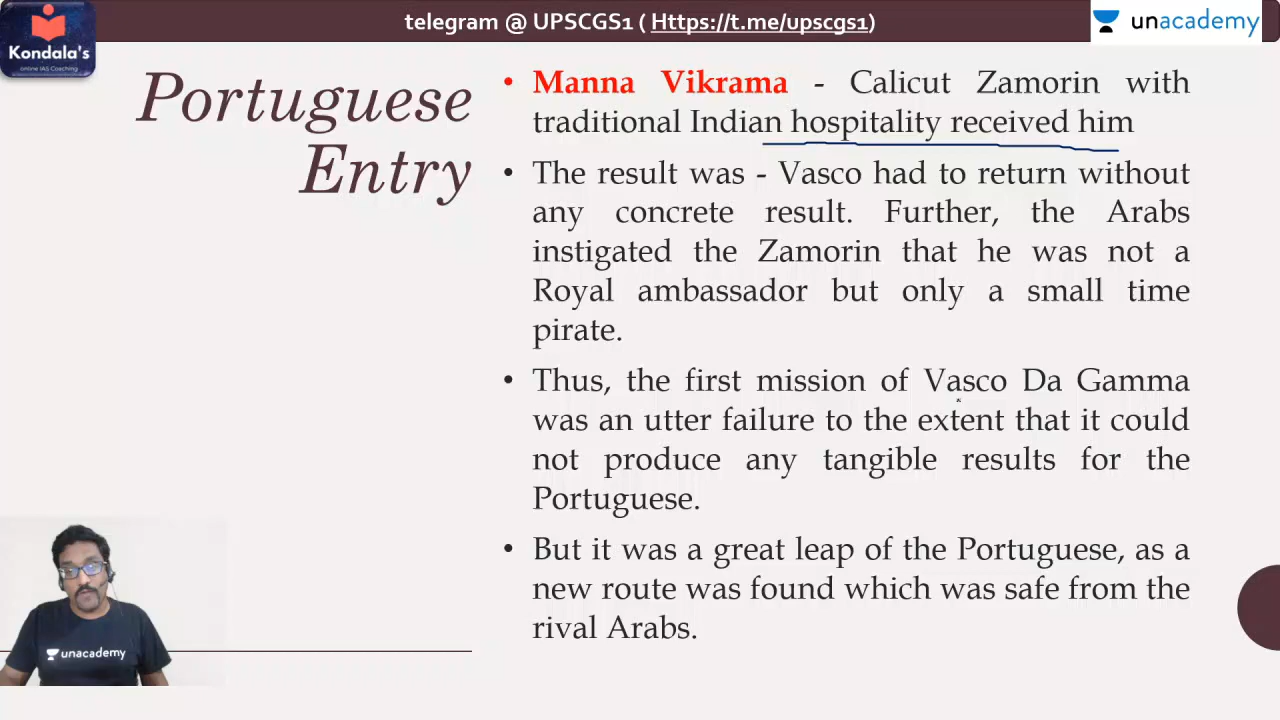 telegram @ UPSCGS1 ( Https://t.me/upscgs1)
Kondala's
online IAS Coaching
unacademy
Portuguese
Entry
• Manna Vikrama - Calicut Zamorin with
traditional Indian hospitality received him
• The result was - Vasco had to return without
any concrete result. Further, the Arabs
instigated the Zamorin that he was not a
Royal ambassador but only a small time
pirate.
• Thus, the first mission of Vasco Da Gamma
was an utter failure to the extent that it could
not produce any tangible results for the
Portuguese.
• But it was a great leap of the Portuguese, as a
new route was found which was safe from the
rival Arabs.
unacademy